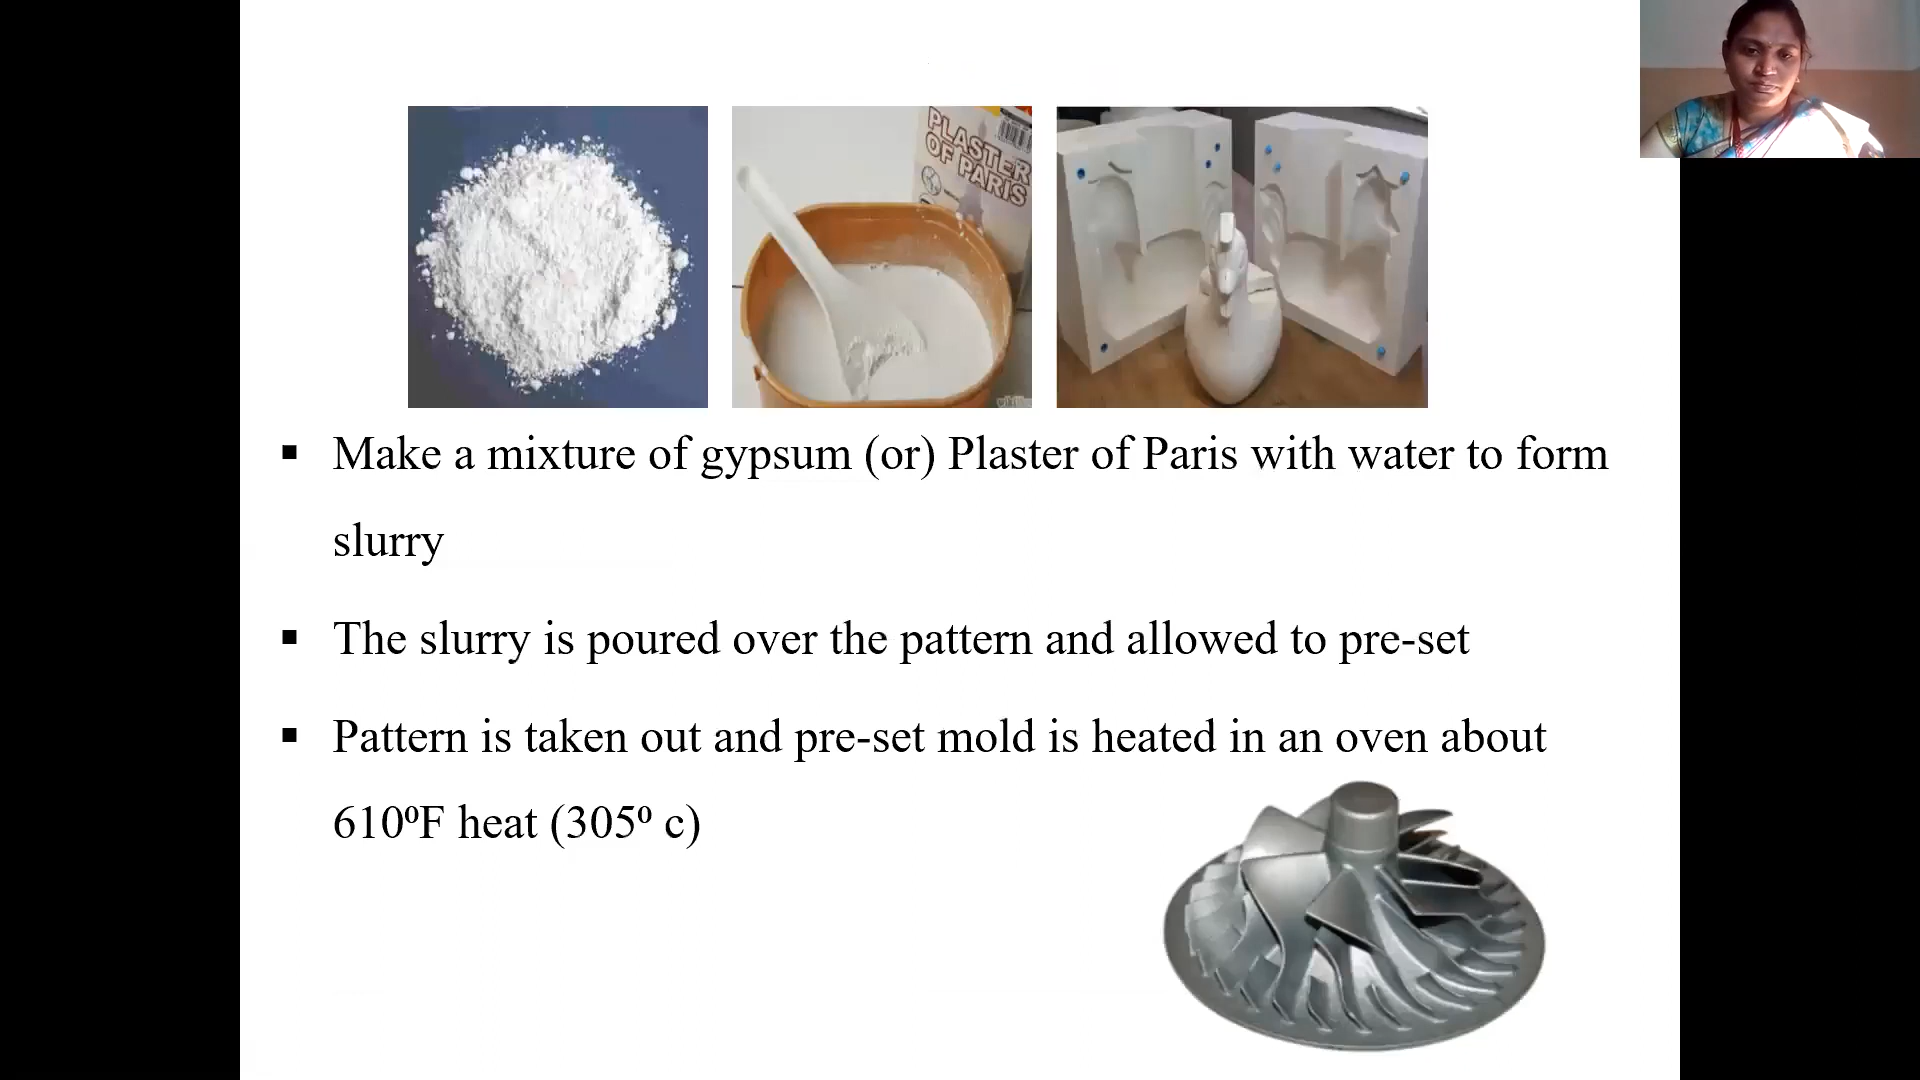 PLASTER
OF PARIS
▪ Make a mixture of gypsum (or) Plaster of Paris with water to form
slurry
▪ The slurry is poured over the pattern and allowed to pre-set
▪ Pattern is taken out and pre-set mold is heated in an oven about
610⁰F heat (305⁰ c)